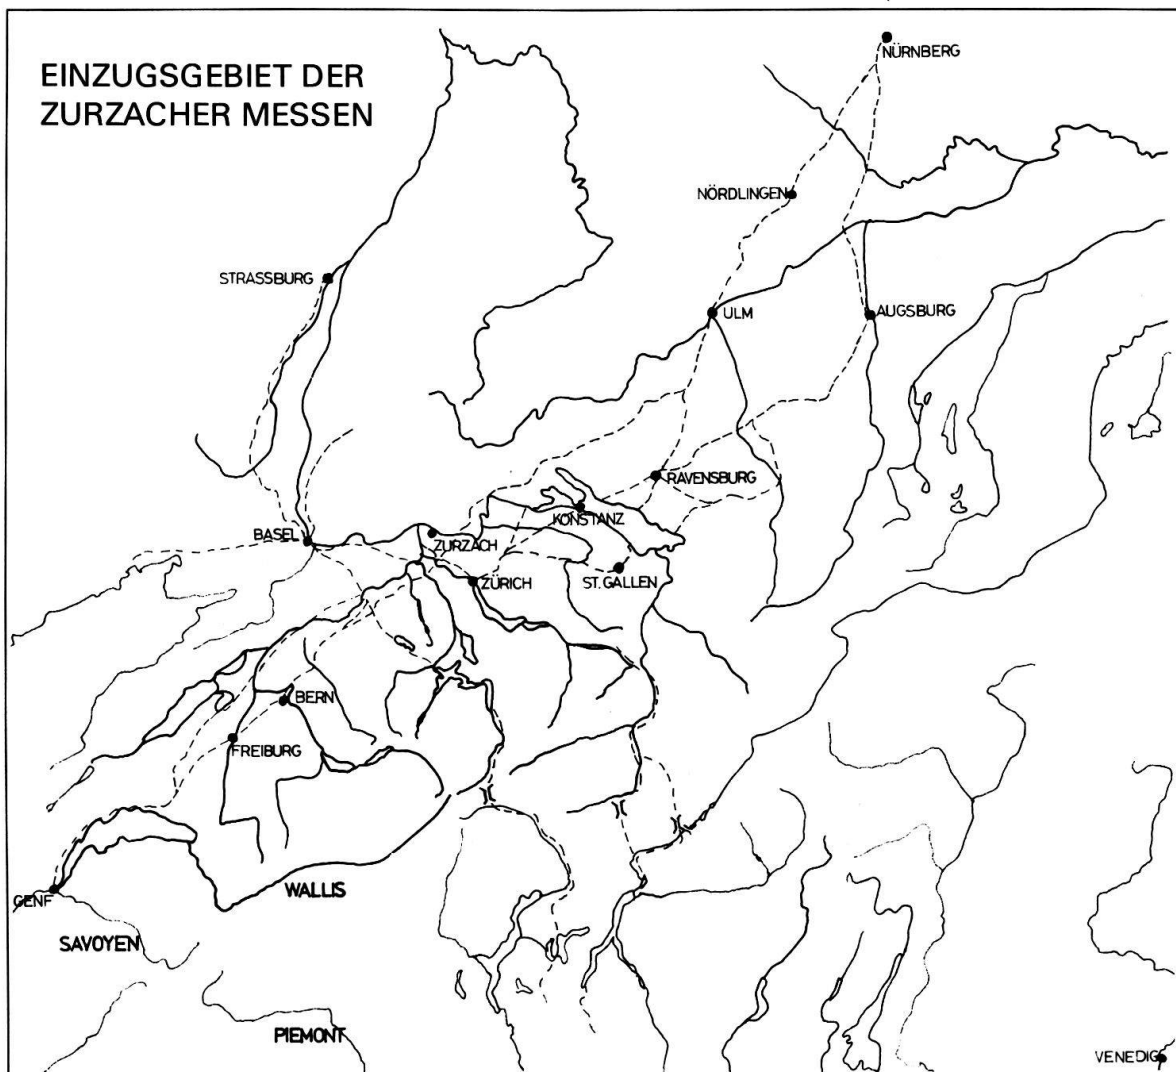 EINZUGSGEBIET DER
ZURZACHER MESSEN
NÜRNBERG
NÖRDLINGEN
STRASSBURG
ULM
AUGSBURG
RAVENSBURG
KONSTANZ
BASEL
ZURZACH
ZÜRICH
ST. GALLEN
BERN
FREIBURG
GENF
WALLIS
SAVOYEN
PIEMONT
VENEDIG